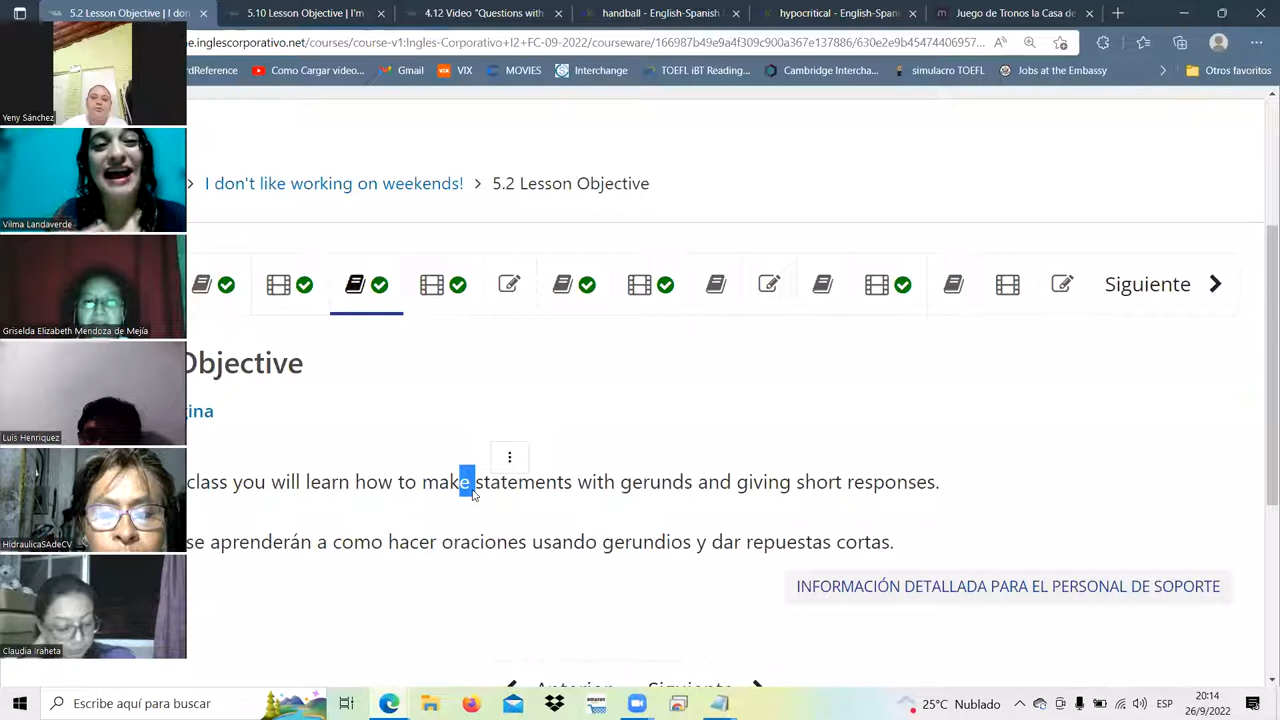 5.2 Lesson Objective | I don't
5.10 Lesson Objective | I'm
4.12 Video Con
handball - English-Spanish
hypdrama - English-Spanish
Juego de Tronos la Casa de
e.inglescorporativo.net/courses/course-v1:Ingles-Corporativo+I2+FC-09-2022/courseware/166987b49e9a4f309c900a367e137886/630e2e9b45474406957...
rdReference
Como Cargar video...
Gmail
VIX
MOVIES
Interchange
TOEFL iBT Reading...
Cambridge Intercha...
simulacro TOEFL
Jobs at the Embassy
Otros favoritos
Yeny Sánchez
Vilma Landaverde
Griselda Elizabeth Mendoza de Mejía
Luis Henriquez
HidraulicaSAdeCV
Claudia Iraheta
I don't like working on weekends! > 5.2 Lesson Objective
Siguiente
Objective
ina
class you will learn how to make statements with gerunds and giving short responses.
se aprenderán a como hacer oraciones usando gerundios y dar repuestas cortas.
INFORMACIÓN DETALLADA PARA EL PERSONAL DE SOPORTE
Anterior
Siguiente
Escribe aquí para buscar
25°C Nublado
ESP
20:14
26/9/2022